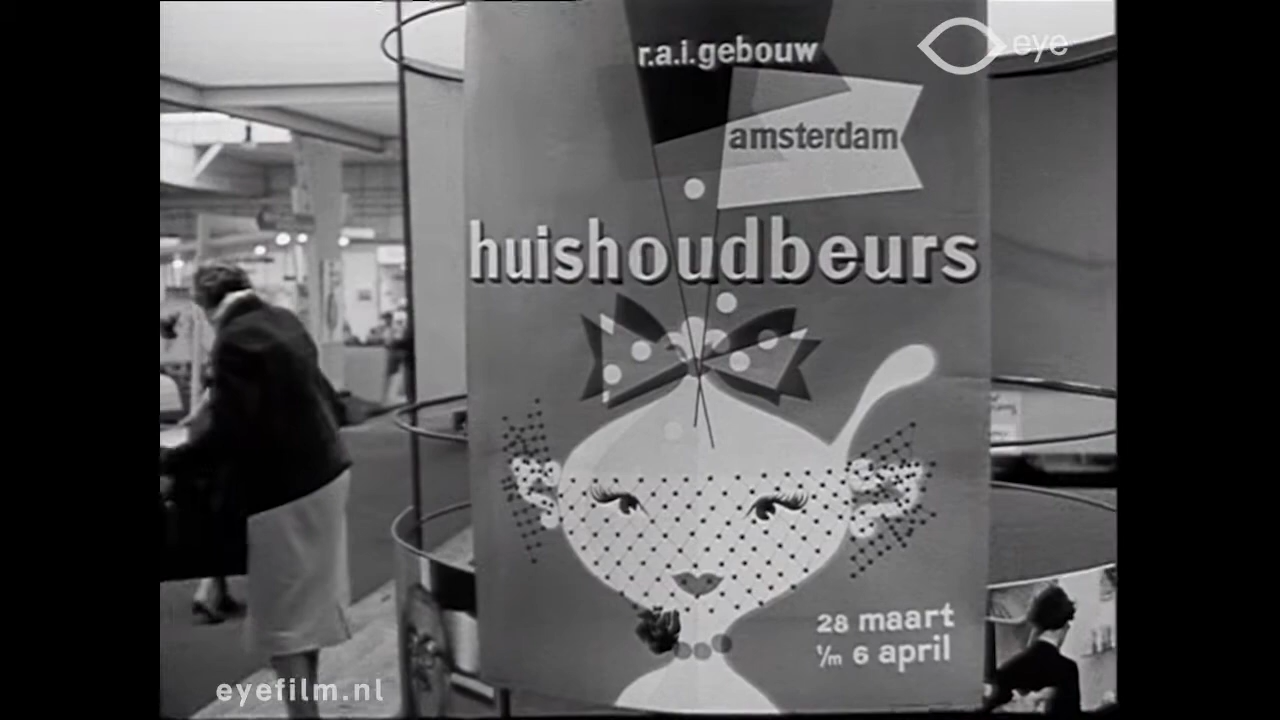 r.a.i.gebouw
eye
amsterdam
huishoudbeurs
28 maart
t/m 6 april
eyefilm.nl